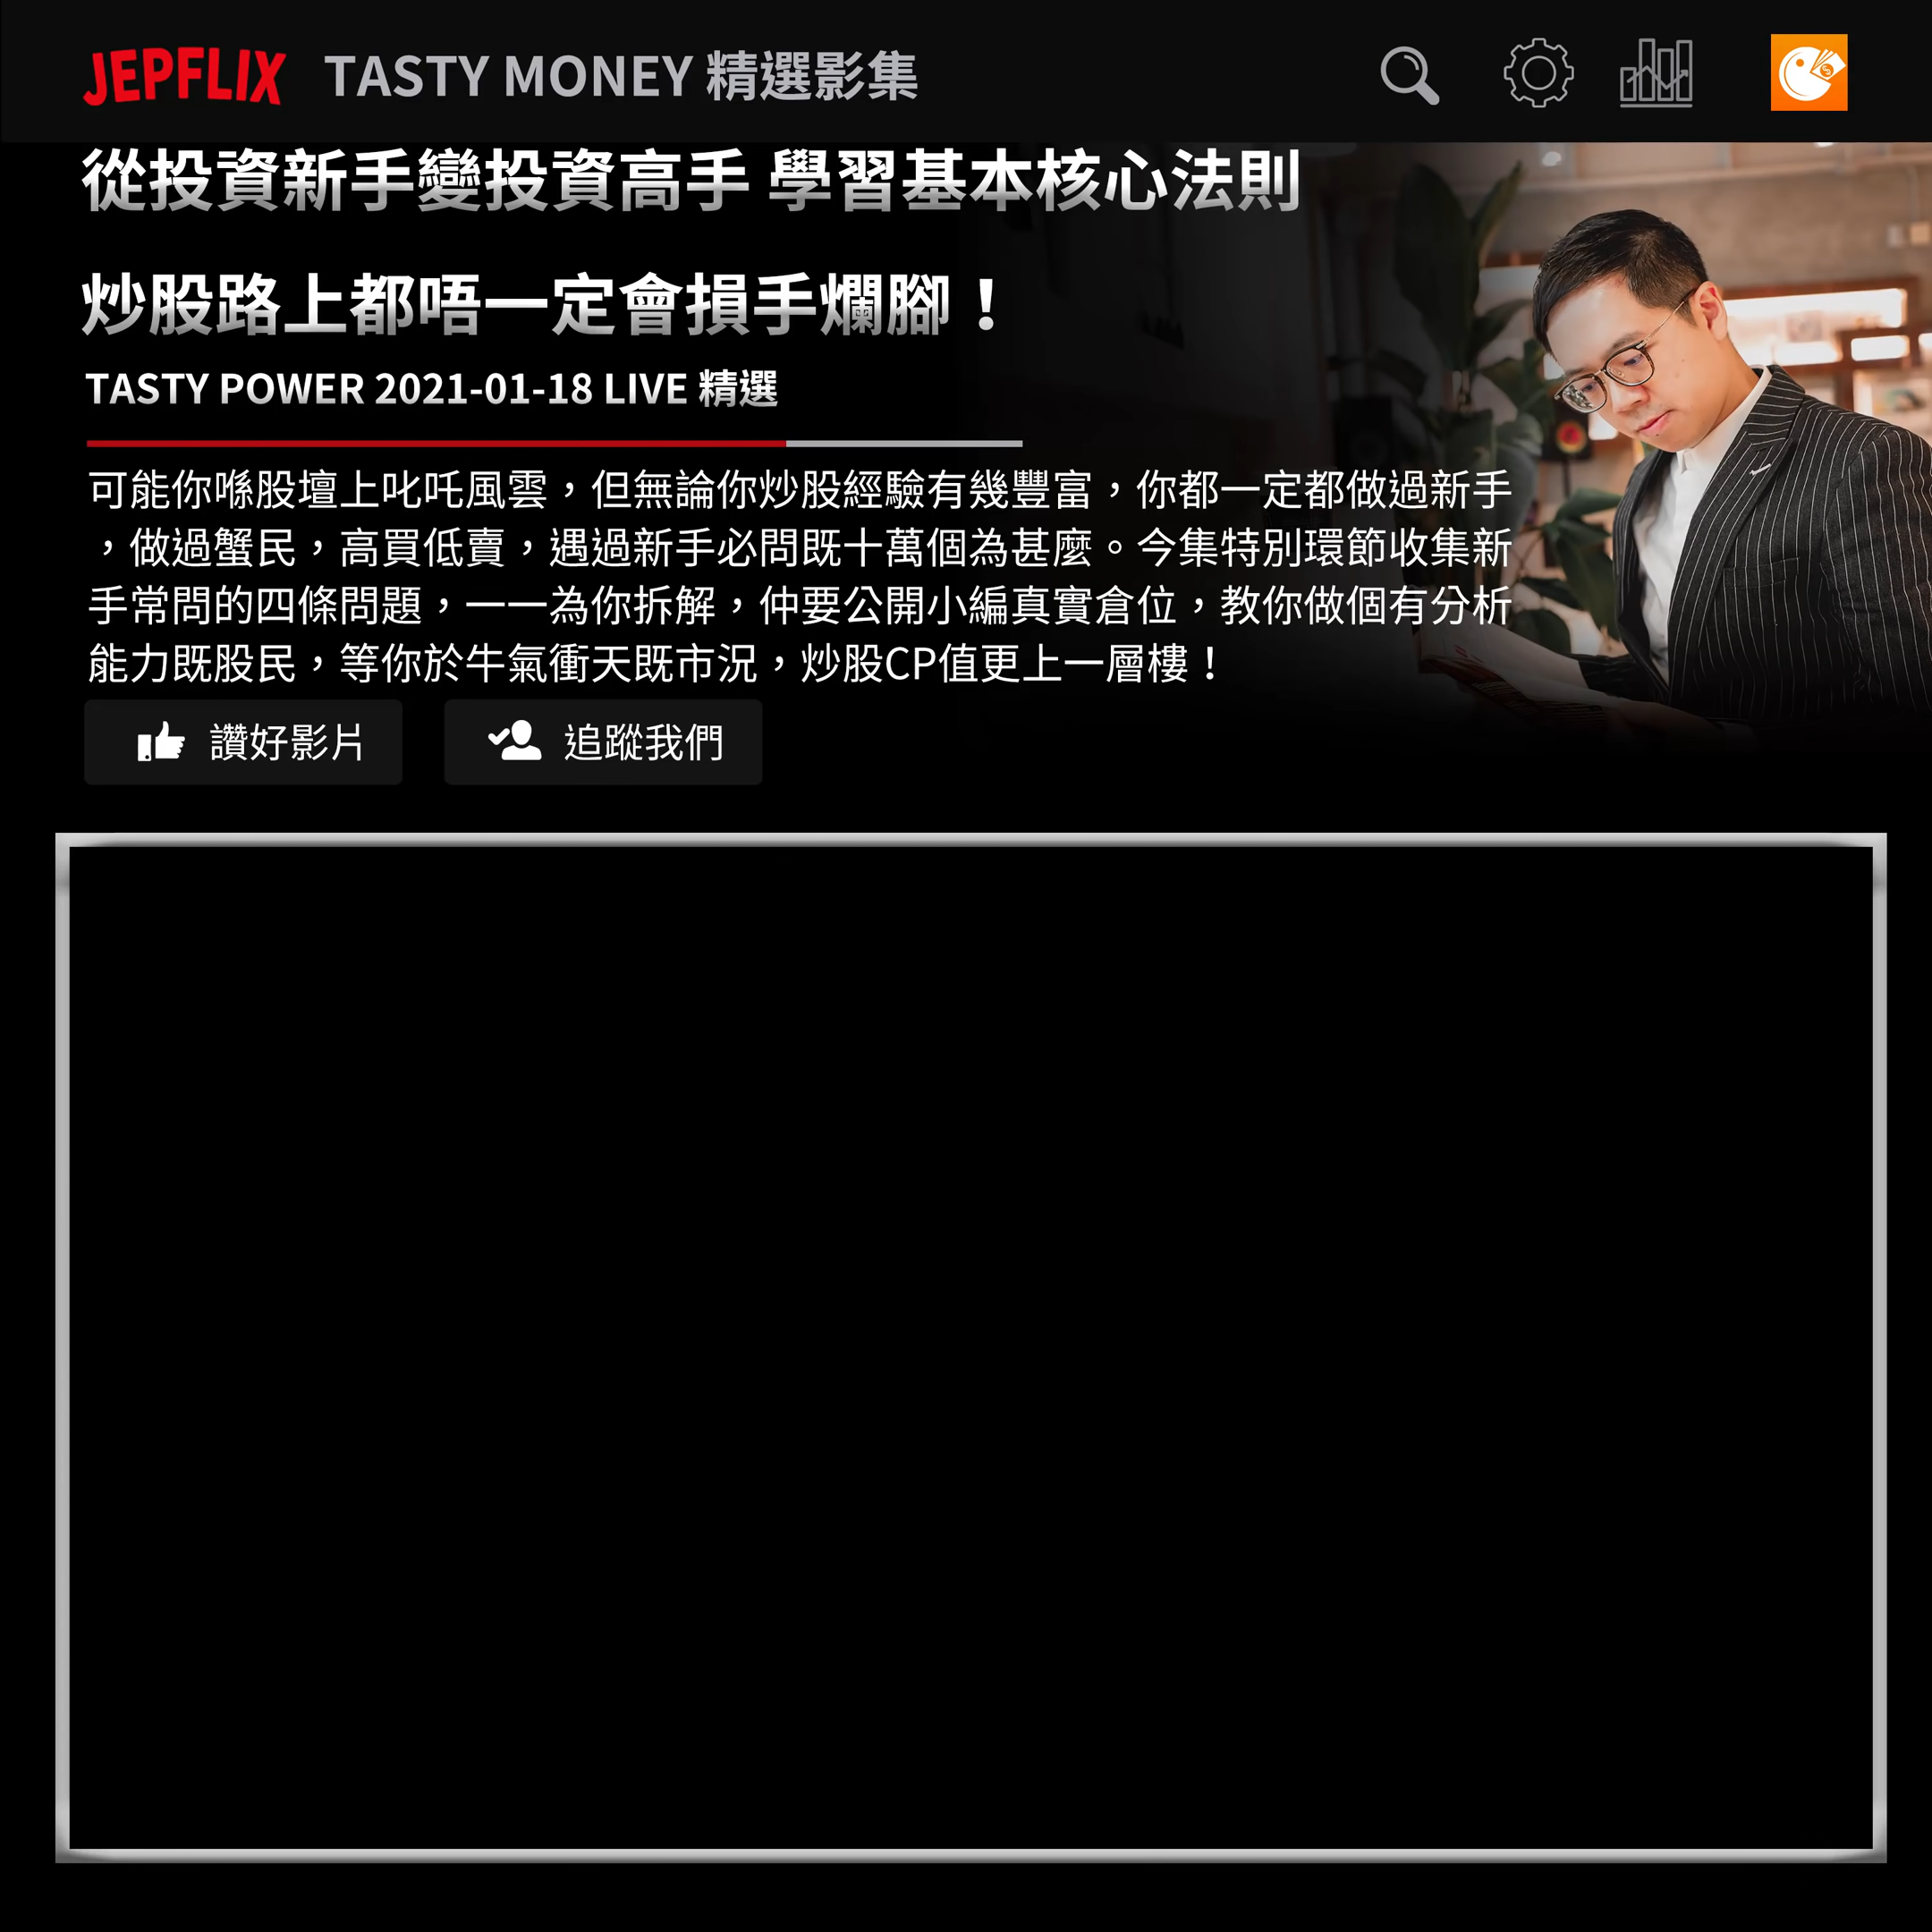 JEPFLIX TASTY MONEY 精選影集
從投資新手變投資高手 學習基本核心法則
炒股路上都唔一定會損手爛腳！
TASTY POWER 2021-01-18 LIVE 精選
可能你喺股壇上叱吒風雲，但無論你炒股經驗有幾豐富，你都一定都做過新手
，做過蟹民，高買低賣，遇過新手必問既十萬個為甚麼。今集特別環節收集新
手常問的四條問題，一一為你拆解，仲要公開小編真實倉位，教你做個有分析
能力既股民，等你於牛氣衝天既市況，炒股CP值更上一層樓！
讚好影片 追蹤我們